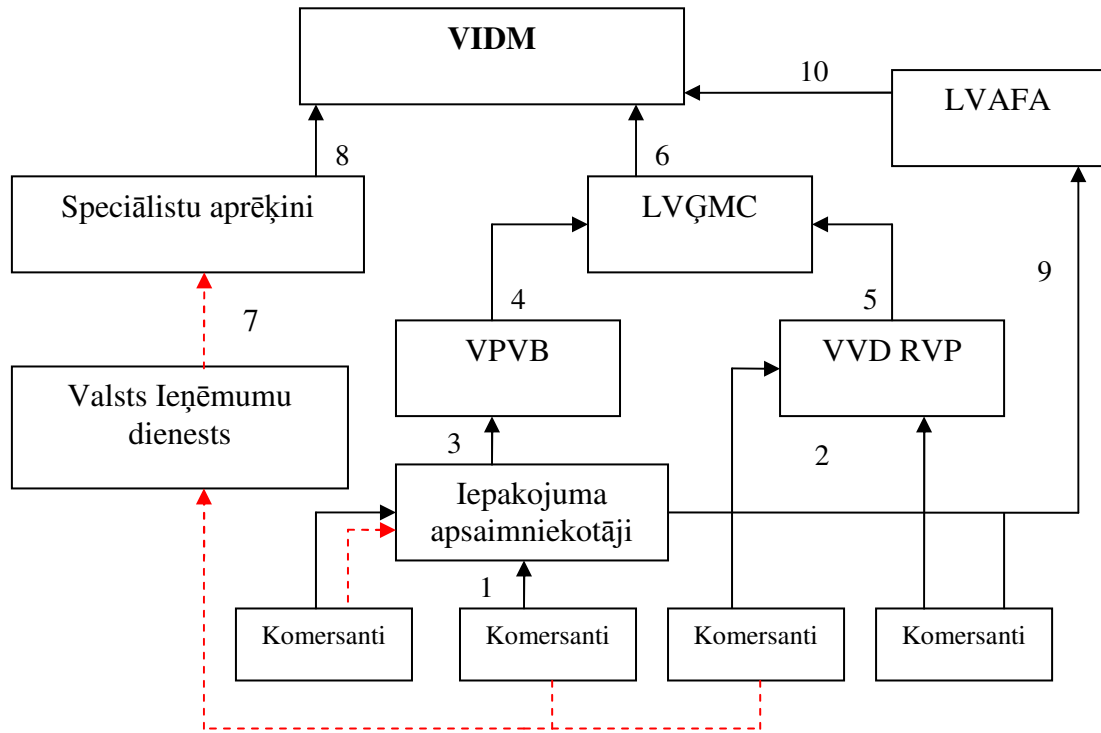 VIDM
10
LVAFA
8
6
Speciālistu aprēķini
LVĢMC
9
7
4
5
VPVB
VVD RVP
Valsts Ieņēmumu
dienests
3
2
Iepakojuma
apsaimniekotāji
1
Komersanti
Komersanti
Komersanti
Komersanti